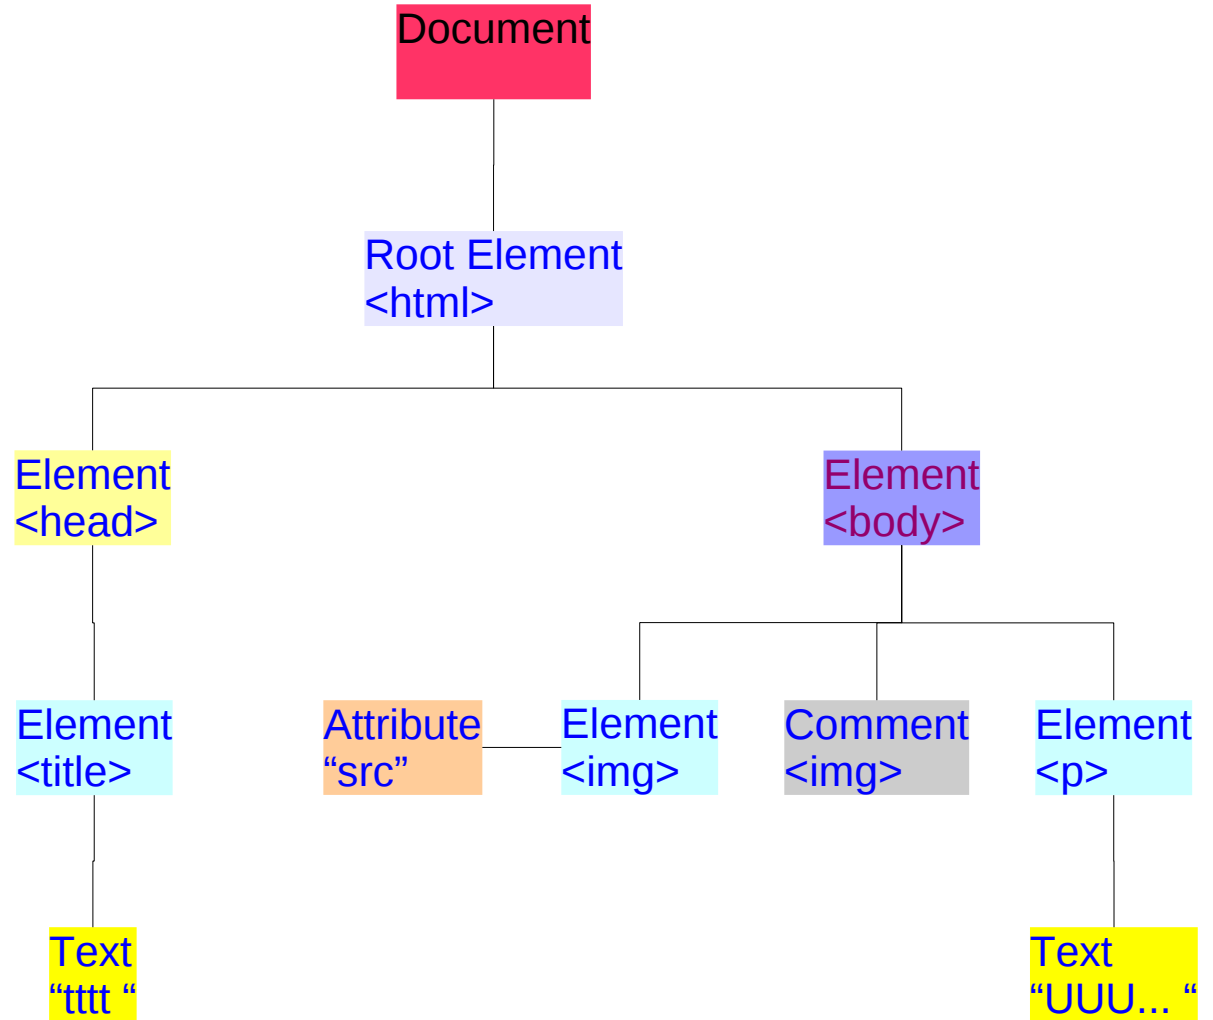 Document
Root Element
<html>
Element
<head>
Element
<body>
Element
<title>
Attribute
“src”
Element
<img>
Comment
<img>
Element
<p>
Text
“tttt “
Text
“UUU... “